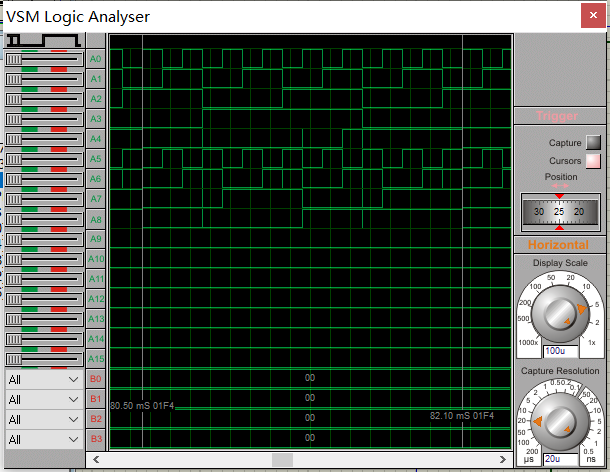 VSM Logic Analyser
A0
A1
A2
A3
A4
A5
A6
A7
A8
A9
A10
A11
A12
A13
A14
A15
All B0 00
All B1 00
80.50 mS 01F4
All B2 00
82.10 mS 01F4
All B3 00
Trigger
Capture
Cursors
Position
30 25 20
Horizontal
Display Scale
100 50 20 10
200 5
500 2
1000x 1x
100u
Capture Resolution
1 0.5 0.2 0.1
2 100
5 50
10 20
20 10
50 5
100 2
200 0.5
µs ns
20u